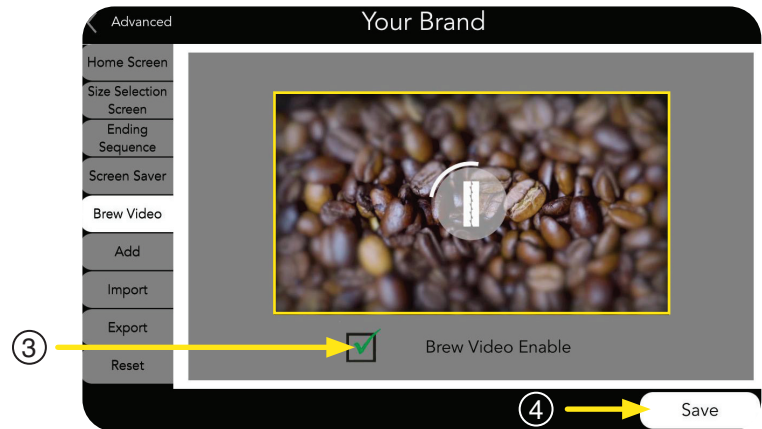 Advanced
Your Brand
Home Screen
Size Selection
Screen
Ending
Sequence
Screen Saver
Brew Video
Add
Import
Export
Reset
③
Brew Video Enable
④
Save